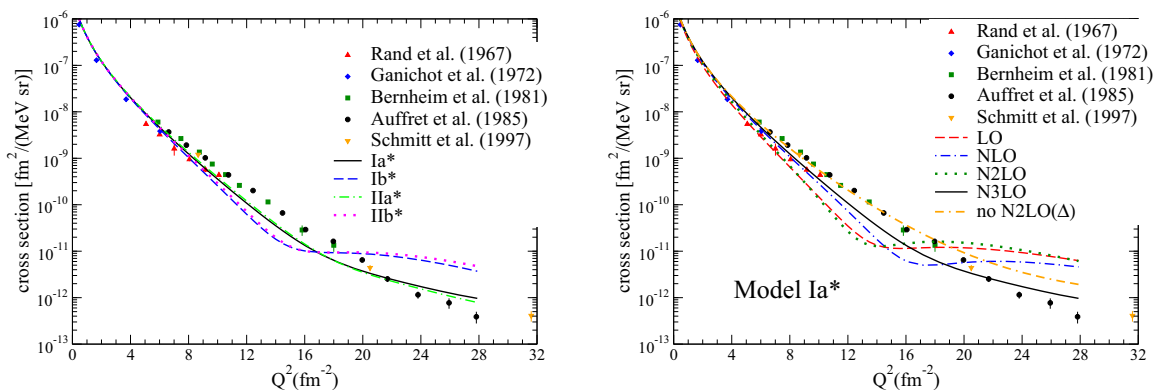 10^-6
10^-7
10^-8
10^-9
10^-10
10^-11
10^-12
10^-13
cross section [fm^2/(MeV sr)]
Rand et al. (1967)
Ganichot et al. (1972)
Bernheim et al. (1981)
Auffret et al. (1985)
Schmitt et al. (1997)
Ia*
Ib*
IIa*
IIb*
0 4 8 12 16 20 24 28 32
Q^2(fm^-2)
10^-6
10^-7
10^-8
10^-9
10^-10
10^-11
10^-12
10^-13
cross section [fm^2/(MeV sr)]
Rand et al. (1967)
Ganichot et al. (1972)
Bernheim et al. (1981)
Auffret et al. (1985)
Schmitt et al. (1997)
LO
NLO
N2LO
N3LO
no N2LO(Δ)
Model Ia*
0 4 8 12 16 20 24 28 32
Q^2(fm^-2)